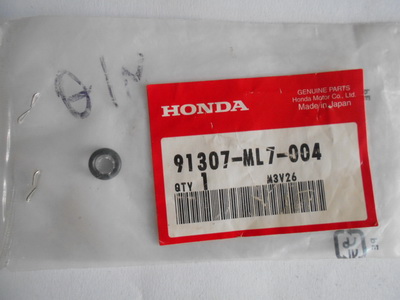 GENUINE PARTS
Honda Motor Co., Ltd.
Made in Japan
HONDA
91307-ML7-004
QTY 1 M3V26